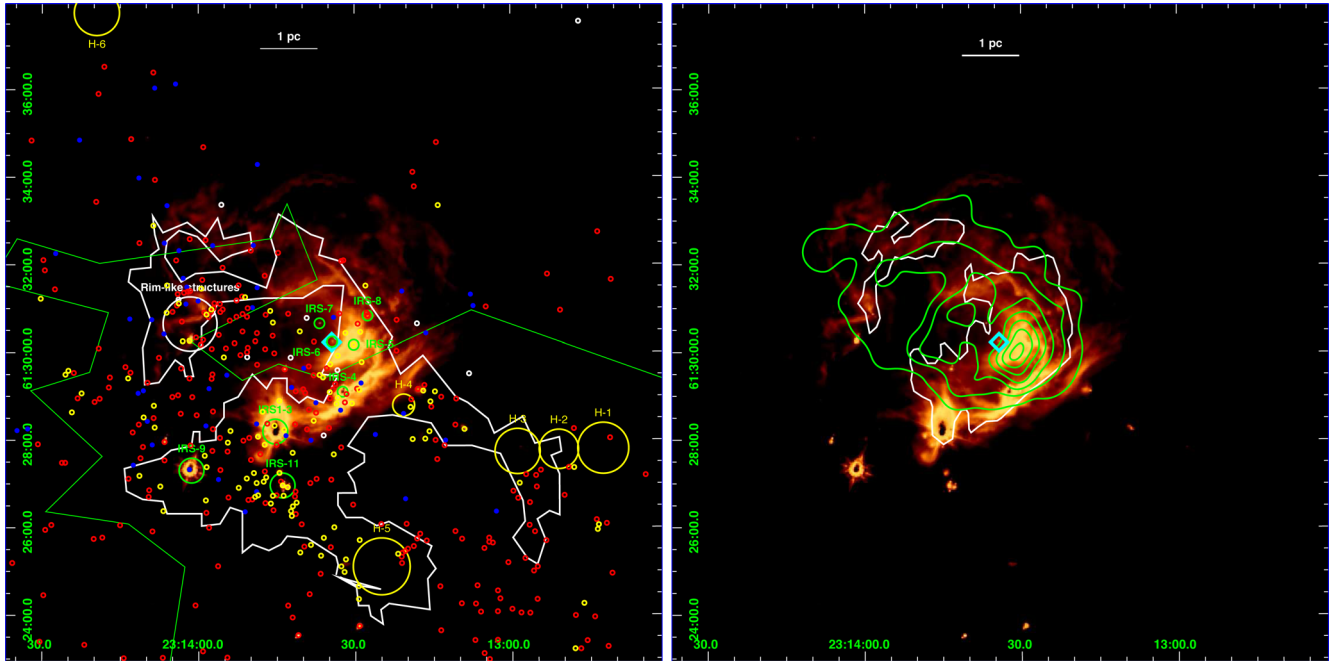 H-6
1 pc
36:00.0
34:00.0
32:00.0
Rim-like structures
IRS-7
IRS-8
IRS-6
61:30:00.0
IRS-4
H-4
IRS1-3
H-3
H-2
H-1
28:00.0
IRS-9
IRS-11
26:00.0
H-5
24:00.0
30.0
23:14:00.0
30.0
13:00.0
1 pc
36:00.0
34:00.0
32:00.0
61:30:00.0
28:00.0
26:00.0
24:00.0
30.0
23:14:00.0
30.0
13:00.0